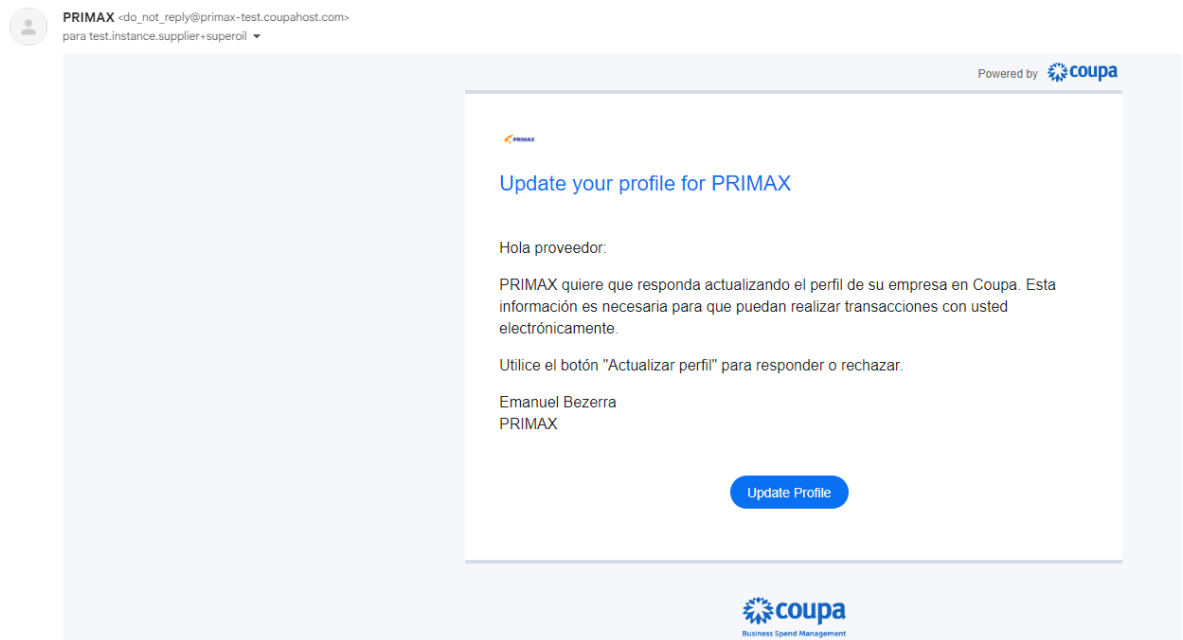 PRIMAX <do_not_reply@primax-test.coupahost.com>
para test.instance.supplier+superoil
Powered by coupa
PRIMAX
Update your profile for PRIMAX
Hola proveedor:
PRIMAX quiere que responda actualizando el perfil de su empresa en Coupa. Esta
información es necesaria para que puedan realizar transacciones con usted
electrónicamente.
Utilice el botón "Actualizar perfil" para responder o rechazar.
Emanuel Bezerra
PRIMAX
Update Profile
coupa
Business Spend Management